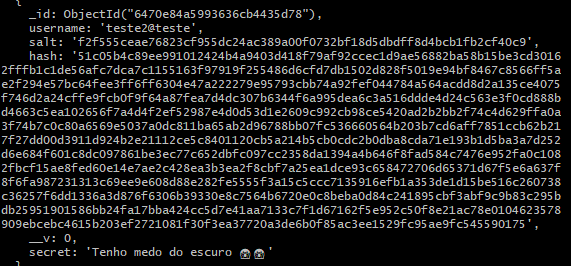 {
_id: ObjectId("6470e84a5993636cb4435d78"),
username: 'teste2@teste',
salt: 'f2f555ceae76823cf955dc24ac389a00f0732bf18d5dbdff8d4bcb1fb2cf40c9',
hash: '51c05b4c89ee991012424b4a9403d418f79af92ccec1d9ae56882ba58b15be3cd3016
2fffb1c1de56afc7dca7c1155163f97919f255486d6cfd7db1502d828f5019e94bf8467c8566ff5a
e2f294e57bc64fee3ff6ff6304e47a222279e95793cbb74a92fef044784a564acdd8d2a135ce4075
f746d2a24cffe9fcb0f9f64a87fea7d4dc307b6344f6a995dea6c3a516ddde4d24c563e3f0cd888b
d4663c5ea102656f7a4d4f2ef52987e4d0d53d1e2609c992cb98ce5420ad2b2bb2f74c4d629ffa0a
3f74b7c0c80a6569e5037a0dc811ba65ab2d96788bb07fc536660564b203b7cd6aff7851ccb62b21
7f27dd00d3911d924b2e21112ce5c8401120cb5a214b5cb0cdc2b0dba8cda71e193b1d5ba3a7d252
d6e684f601c8dc097861be3ec77c652dbfc097cc2358da1394a4b646f8fad584c7476e952fa0c108
2fbcf15ae8fed60e14e7ae2c428ea3b3ea2f8cbf7a25ea1dce93c658472706d65371d67f5e6a637f
8f6fa987231313c69ee9e608d88e282fe5555f3a15c5ccc7135916efb1a353de1d15be516c260738
c36257f6dd1336a3d876f6306b39330e8c7564b6720e0c8beba0d84c241895cbf3abf9c9b83c295b
db25951901586bb24fa17bba424cc5d7e41aa7133c7f1d67162f5e952c50f8e21ac78e0104623578
909ebcebc4615b203ef2721081f30f3ea37720a3de6b0f85ac3ee1529fc95ae9fc545590175',
__v: 0,
secret: 'Tenho medo do escuro 😱😱'
}